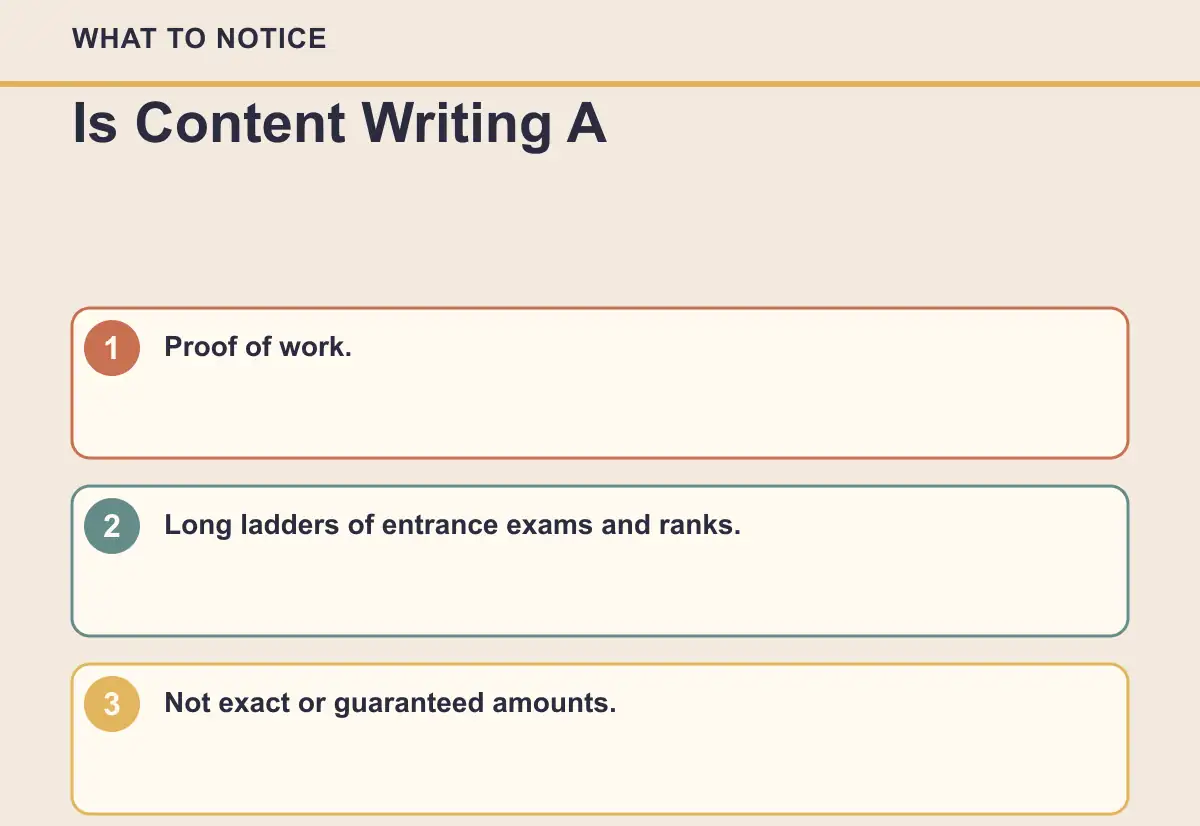 WHAT TO NOTICE
Is Content Writing A
1
Proof of work.
2
Long ladders of entrance exams and ranks.
3
Not exact or guaranteed amounts.